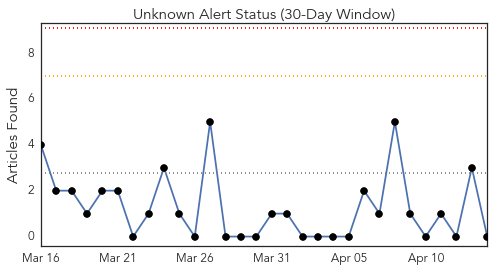 Unknown Alert Status (30-Day Window)
Articles Found
8
6
4
2
0
Mar 16 Mar 21 Mar 26 Mar 31 Apr 05 Apr 10